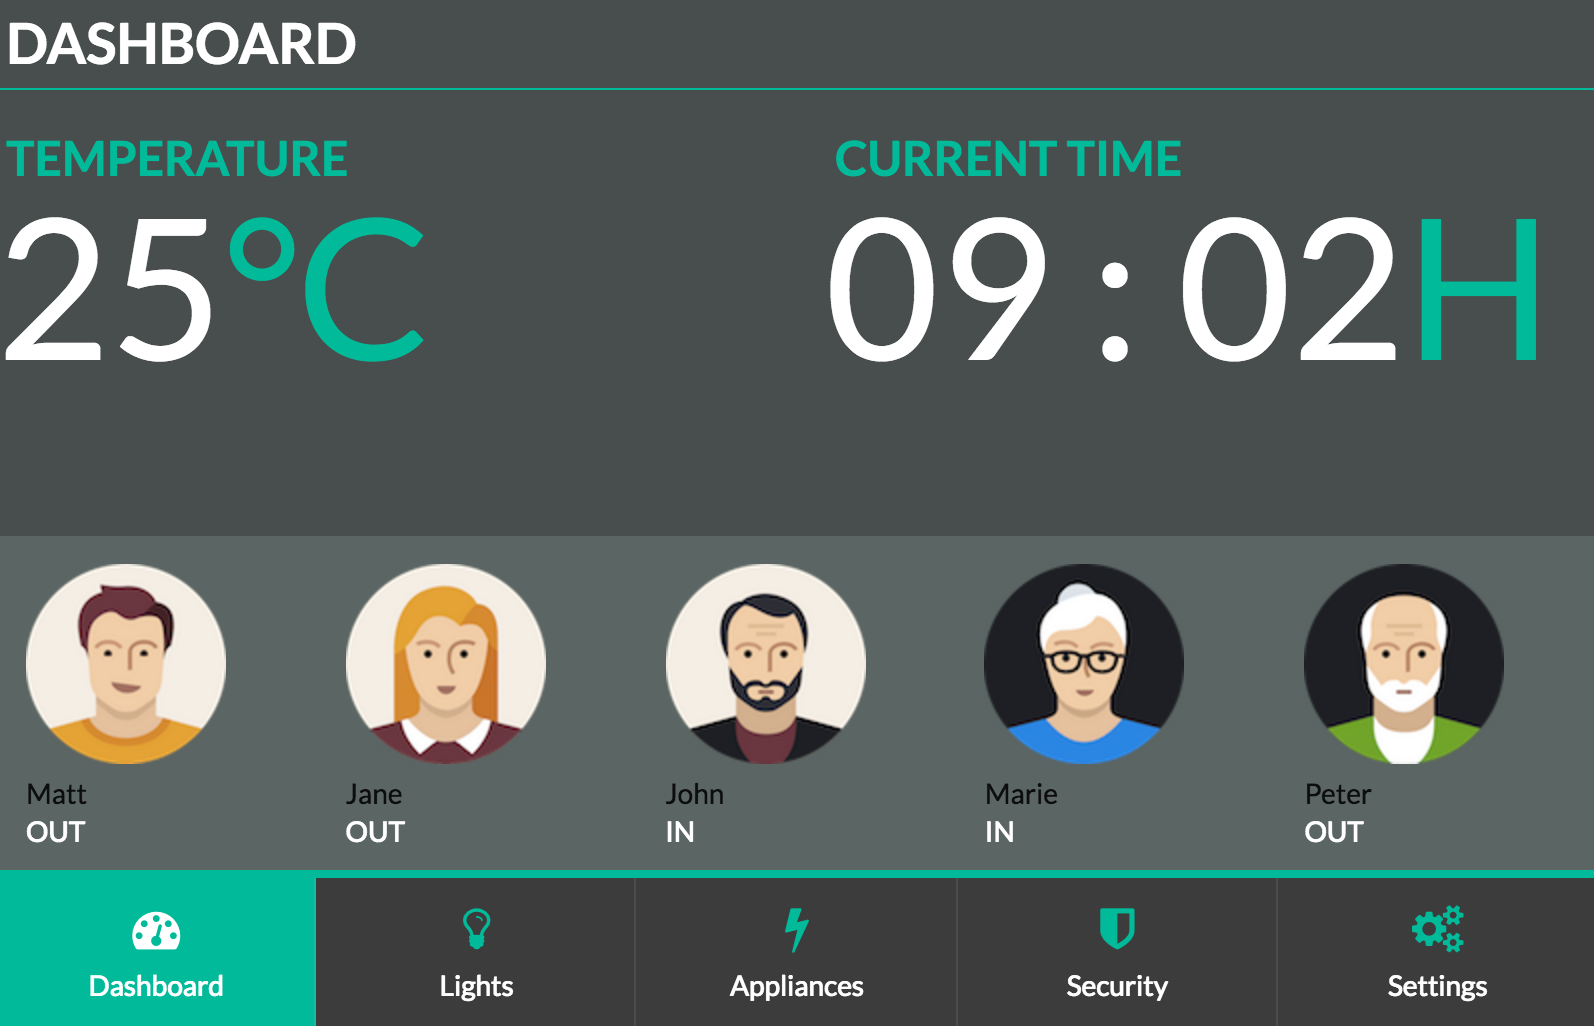 DASHBOARD
TEMPERATURE
25°C
CURRENT TIME
09 : 02H
Matt
OUT
Jane
OUT
John
IN
Marie
IN
Peter
OUT
Dashboard
Lights
Appliances
Security
Settings